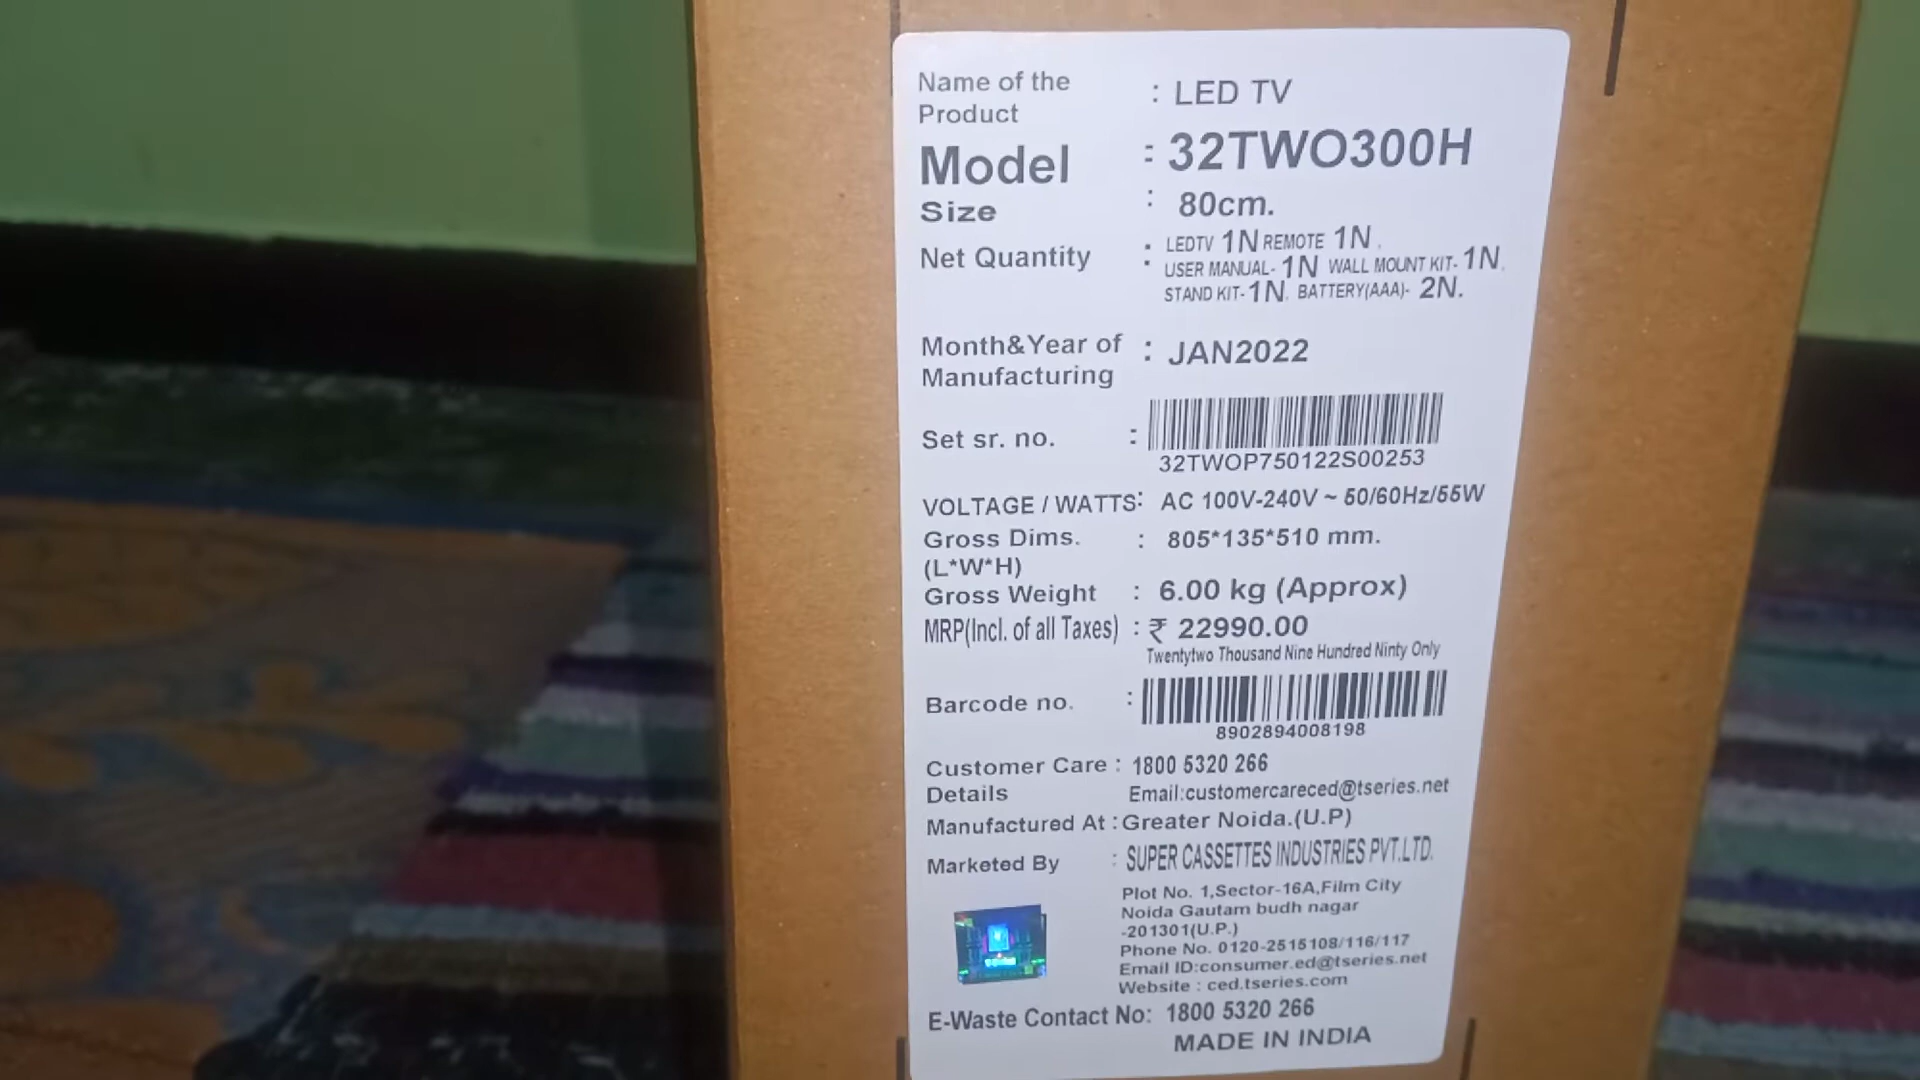 Name of the Product : LED TV
Model : 32TWO300H
Size : 80cm.
Net Quantity : LEDTV 1N REMOTE 1N,
USER MANUAL- 1N WALL MOUNT KIT- 1N,
STAND KIT- 1N, BATTERY(AAA)- 2N.
Month&Year of Manufacturing : JAN2022
Set sr. no. :
32TWOP750122S00253
VOLTAGE / WATTS: AC 100V-240V ~ 50/60Hz/55W
Gross Dims. : 805*135*510 mm.
(L*W*H)
Gross Weight : 6.00 kg (Approx)
MRP(Incl. of all Taxes) : ₹ 22990.00
Twentytwo Thousand Nine Hundred Ninty Only
Barcode no. :
8902894008198
Customer Care Details : 1800 5320 266
Email:customercareced@tseries.net
Manufactured At : Greater Noida.(U.P)
Marketed By : SUPER CASSETTES INDUSTRIES PVT.LTD.
Plot No. 1,Sector-16A,Film City
Noida Gautam budh nagar
-201301(U.P.)
Phone No. 0120-2515108/116/117
Email ID:consumer.ed@tseries.net
Website : ced.tseries.com
E-Waste Contact No: 1800 5320 266
MADE IN INDIA